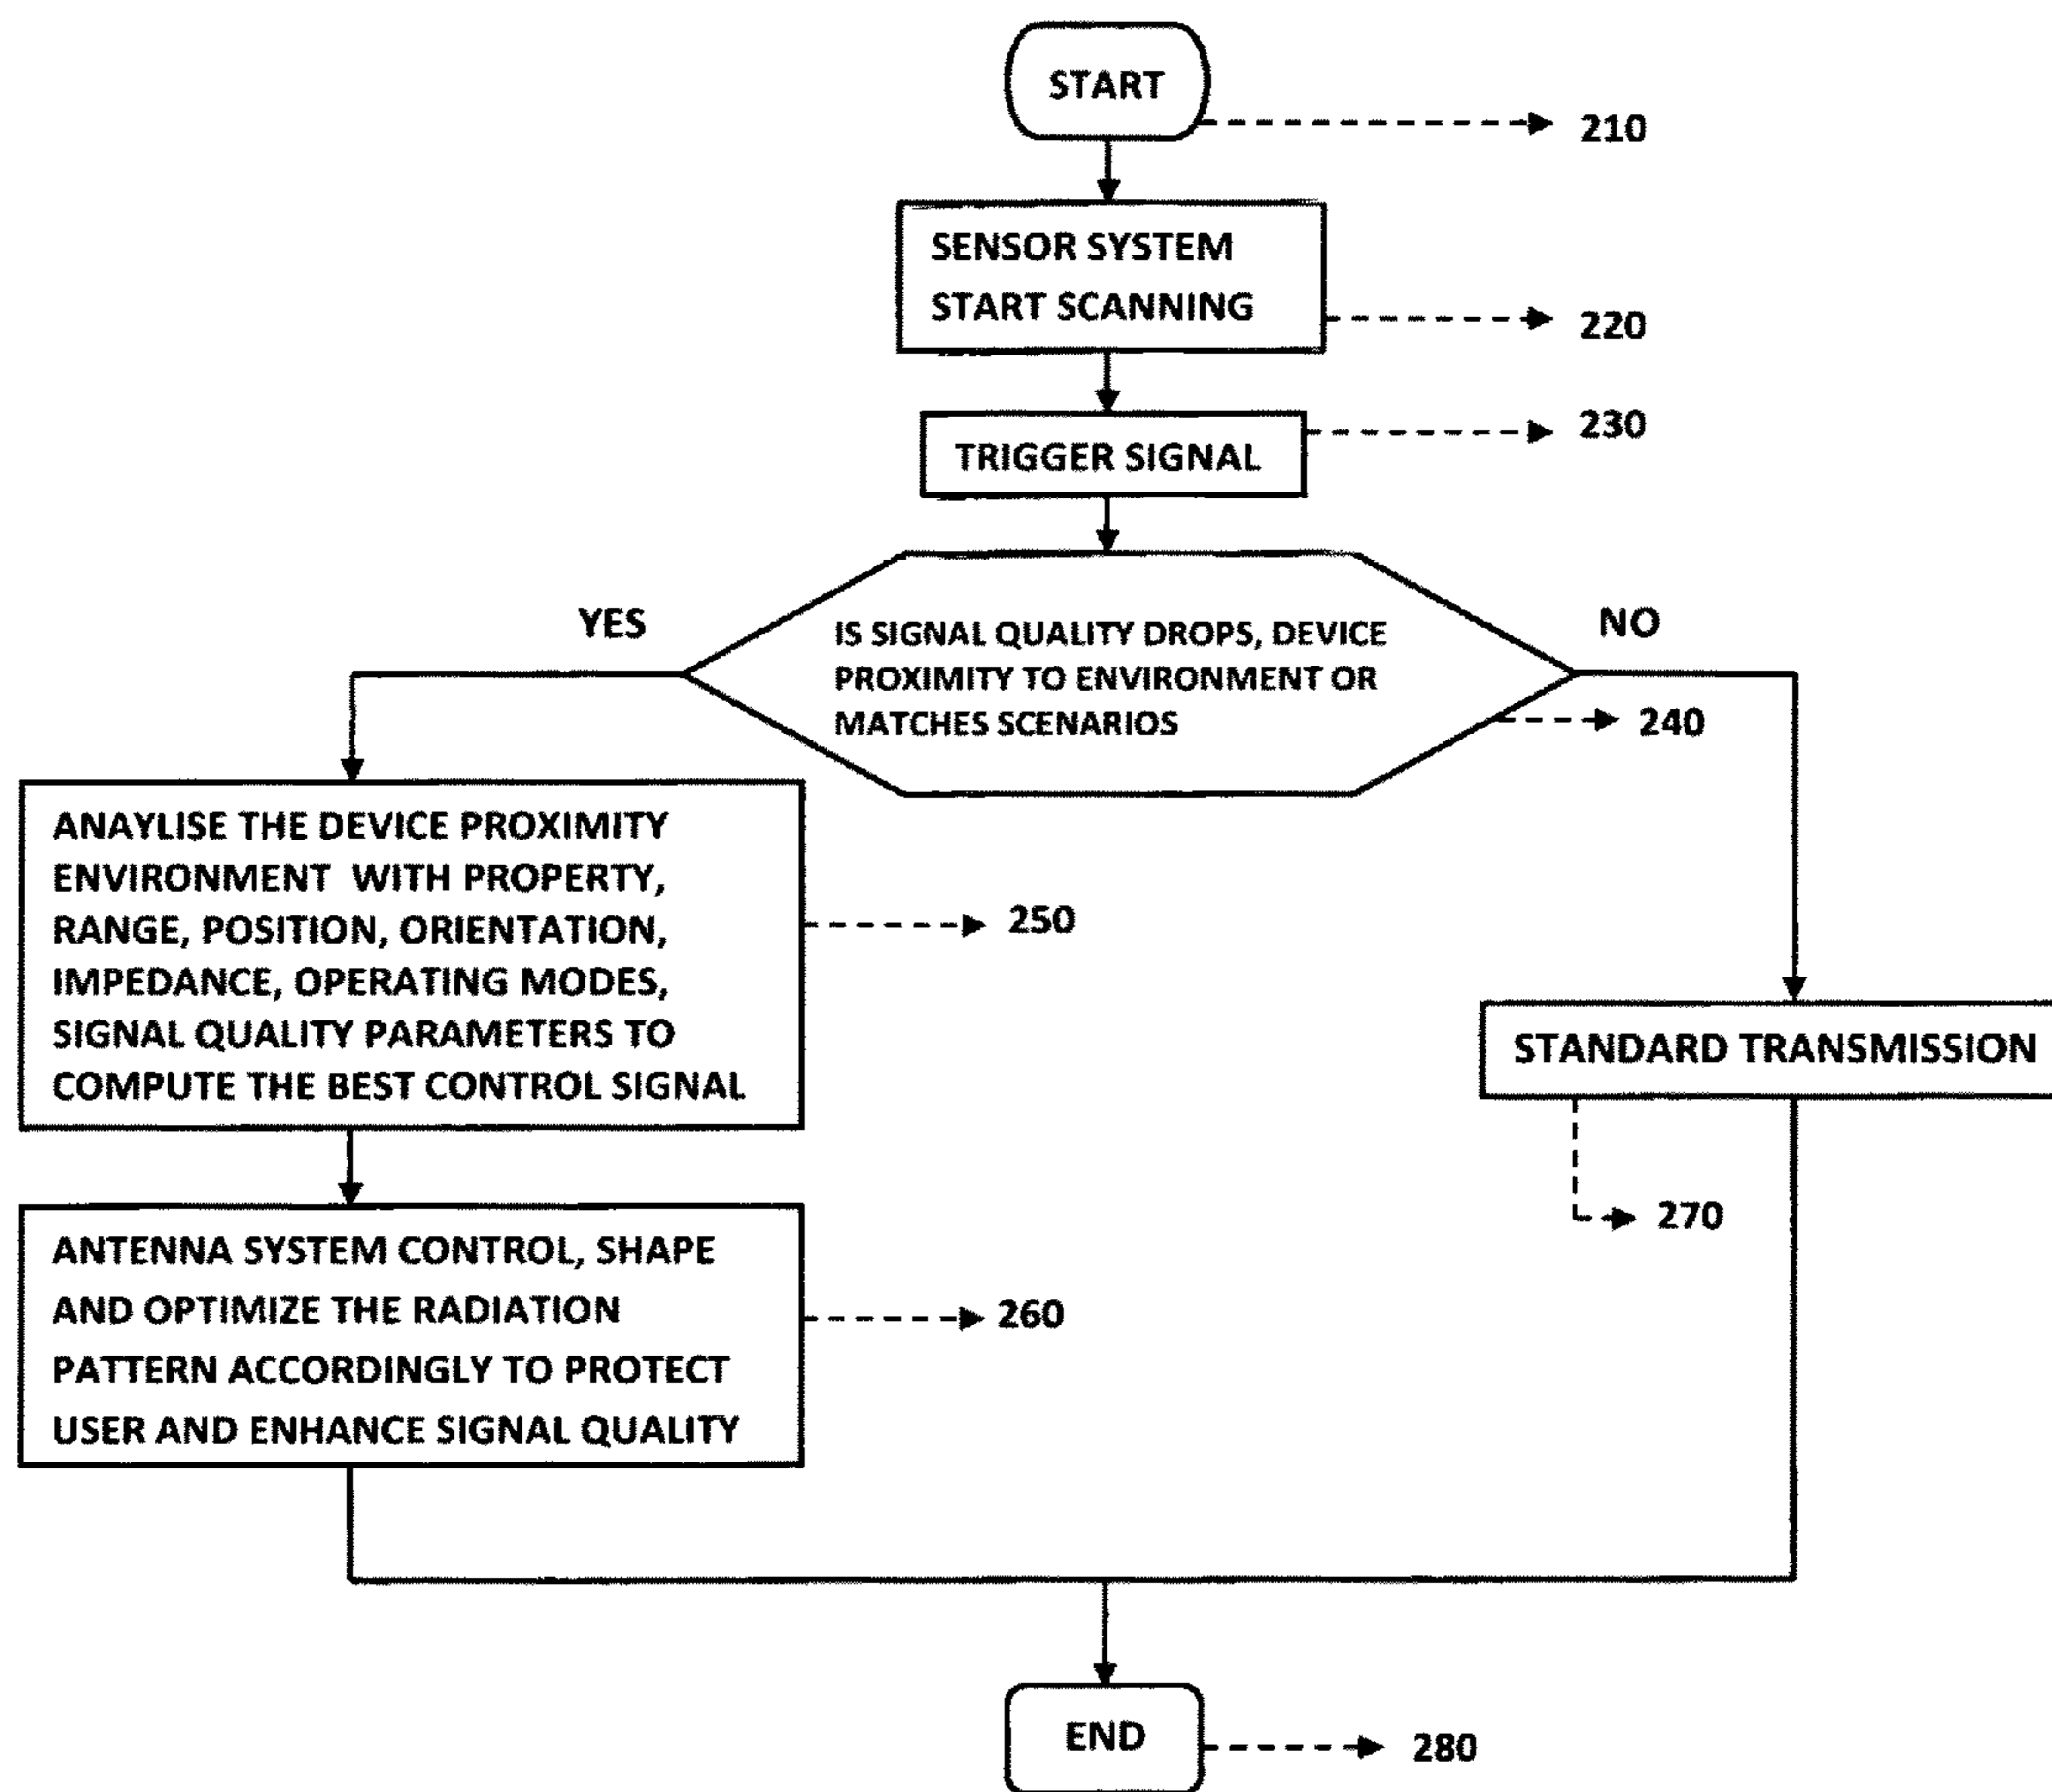 START
210
SENSOR SYSTEM
START SCANNING
220
230
TRIGGER SIGNAL
YES
NO
IS SIGNAL QUALITY DROPS, DEVICE
PROXIMITY TO ENVIRONMENT OR
MATCHES SCENARIOS
240
ANAYLISE THE DEVICE PROXIMITY
ENVIRONMENT WITH PROPERTY,
RANGE, POSITION, ORIENTATION,
IMPEDANCE, OPERATING MODES,
SIGNAL QUALITY PARAMETERS TO
COMPUTE THE BEST CONTROL SIGNAL
250
STANDARD TRANSMISSION
270
ANTENNA SYSTEM CONTROL, SHAPE
AND OPTIMIZE THE RADIATION
PATTERN ACCORDINGLY TO PROTECT
USER AND ENHANCE SIGNAL QUALITY
260
END
280